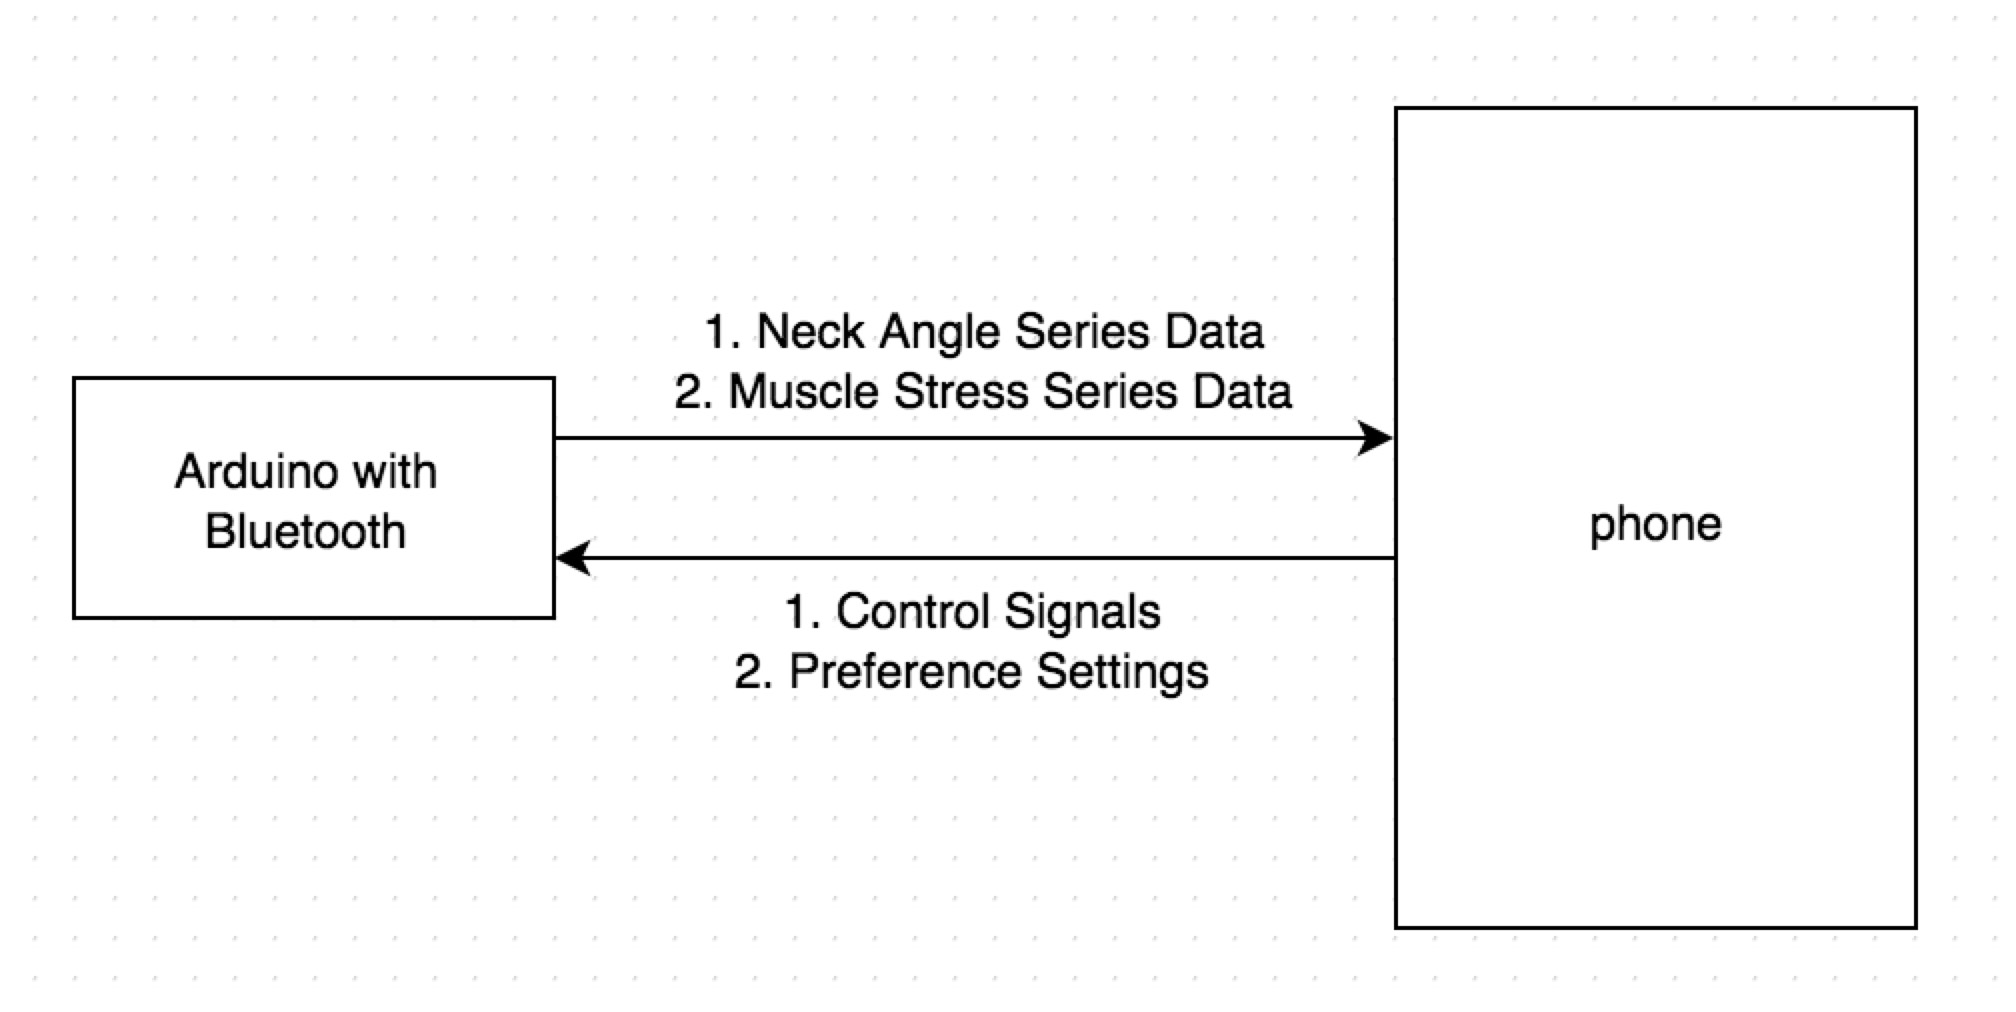 1. Neck Angle Series Data
2. Muscle Stress Series Data
Arduino with
Bluetooth
phone
1. Control Signals
2. Preference Settings